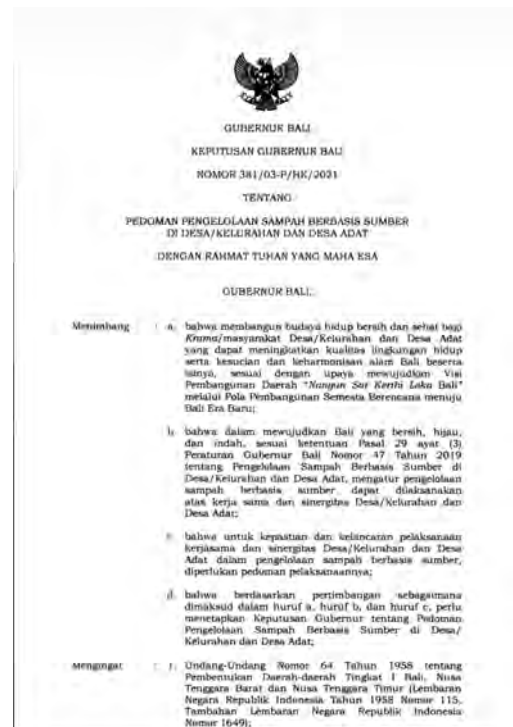 GUBERNUR BALI
KEPUTUSAN GUBERNUR BALI
NOMOR 381/03-P/HK/2021
TENTANG
PEDOMAN PENGELOLAAN SAMPAH BERBASIS SUMBER
DI DESA/KELURAHAN DAN DESA ADAT
DENGAN RAHMAT TUHAN YANG MAHA ESA
GUBERNUR BALI,
Menimbang : a. bahwa membangun budaya hidup bersih dan sehat bagi
Krama/masyarakat Desa/Kelurahan dan Desa Adat
yang dapat meningkatkan kualitas lingkungan hidup
serta kesucian dan keharmonisan alam Bali beserta
isinya, sesuai dengan upaya mewujudkan Visi
Pembangunan Daerah "Nangun Sat Kerthi Loka Bali"
melalui Pola Pembangunan Semesta Berencana menuju
Bali Era Baru;
b. bahwa dalam mewujudkan Bali yang bersih, hijau,
dan indah, sesuai ketentuan Pasal 29 ayat (3)
Peraturan Gubernur Bali Nomor 47 Tahun 2019
tentang Pengelolaan Sampah Berbasis Sumber di
Desa/Kelurahan dan Desa Adat, mengatur pengelolaan
sampah berbasis sumber dapat dilaksanakan
atas kerja sama dan sinergitas Desa/Kelurahan dan
Desa Adat;
c. bahwa untuk kepastian dan kelancaran pelaksanaan
kerjasama dan sinergitas Desa/Kelurahan dan Desa
Adat dalam pengelolaan sampah berbasis sumber,
diperlukan pedoman pelaksanaannya;
d. bahwa berdasarkan pertimbangan sebagaimana
dimaksud dalam huruf a, huruf b, dan huruf c, perlu
menetapkan Keputusan Gubernur tentang Pedoman
Pengelolaan Sampah Berbasis Sumber di Desa/
Kelurahan dan Desa Adat;
Mengingat : 1. Undang-Undang Nomor 64 Tahun 1958 tentang
Pembentukan Daerah-daerah Tingkat I Bali, Nusa
Tenggara Barat dan Nusa Tenggara Timur (Lembaran
Negara Republik Indonesia Tahun 1958 Nomor 115,
Tambahan Lembaran Negara Republik Indonesia
Nomor 1649);